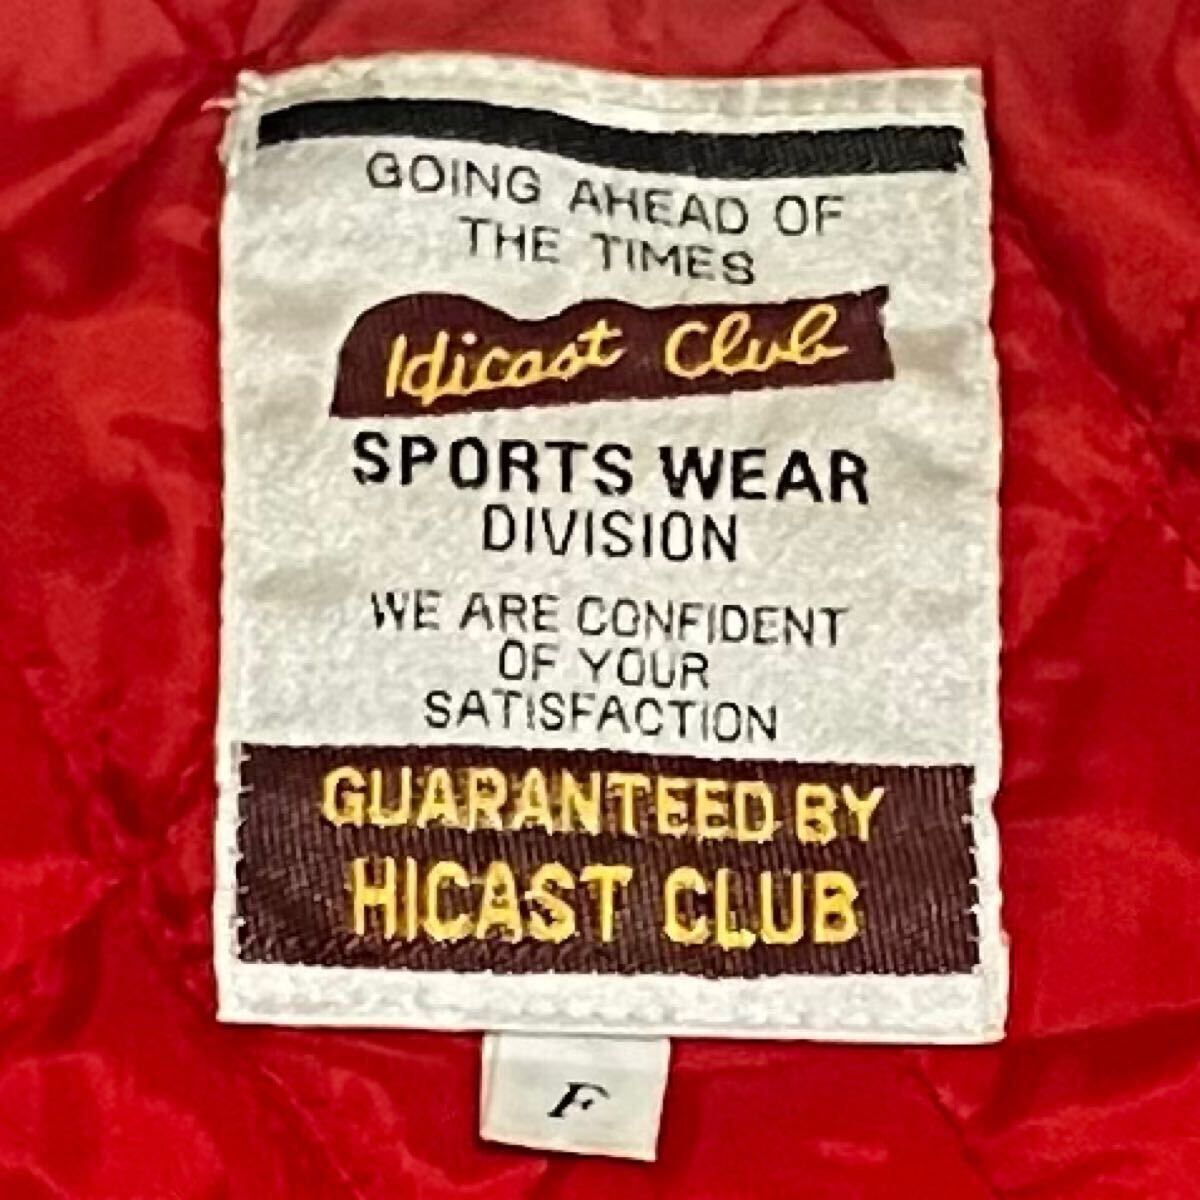 GOING AHEAD OF
THE TIMES
Hicast Club
SPORTS WEAR
DIVISION
WE ARE CONFIDENT
OF YOUR
SATISFACTION
GUARANTEED BY
HICAST CLUB
F